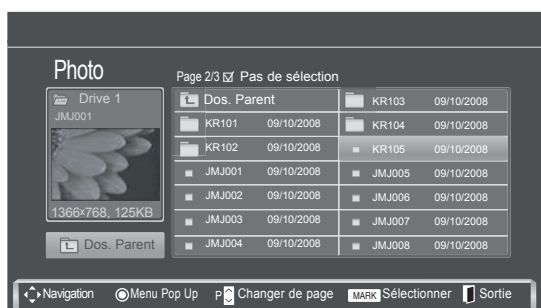 Photo
Page 2/3 Pas de sélection
Drive 1
JMJ001
1366x768, 125KB
Dos. Parent
Dos. Parent
KR101 09/10/2008
KR102 09/10/2008
JMJ001 09/10/2008
JMJ002 09/10/2008
JMJ003 09/10/2008
JMJ004 09/10/2008
KR103 09/10/2008
KR104 09/10/2008
KR105 09/10/2008
JMJ005 09/10/2008
JMJ006 09/10/2008
JMJ007 09/10/2008
JMJ008 09/10/2008
Navigation Menu Pop Up P Changer de page MARK Sélectionner Sortie